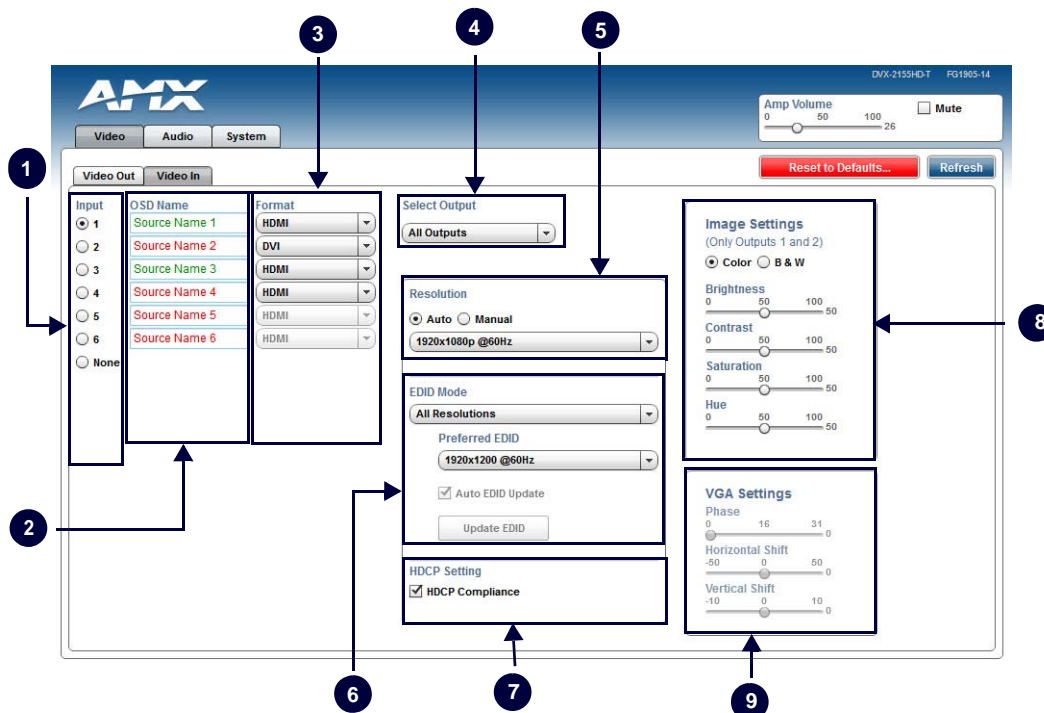 3
4
5
DVX-2155HD-T FG1905-14
AMX
Amp Volume
0 50 100
26
Mute
Video Audio System
1
Reset to Defaults... Refresh
Video Out Video In
Input
1
2
3
4
5
6
None
OSD Name
Source Name 1
Source Name 2
Source Name 3
Source Name 4
Source Name 5
Source Name 6
Format
HDMI
DVI
HDMI
HDMI
HDMI
HDMI
Select Output
All Outputs
Resolution
Auto Manual
1920x1080p @60Hz
EDID Mode
All Resolutions
Preferred EDID
1920x1200 @60Hz
Auto EDID Update
Update EDID
HDCP Setting
HDCP Compliance
Image Settings
(Only Outputs 1 and 2)
Color B & W
Brightness
0 50 100
50
Contrast
0 50 100
50
Saturation
0 50 100
50
Hue
0 50 100
50
8
VGA Settings
Phase
0 16 31
0
Horizontal Shift
-50 0 50
0
Vertical Shift
-10 0 10
0
2
6
7
9